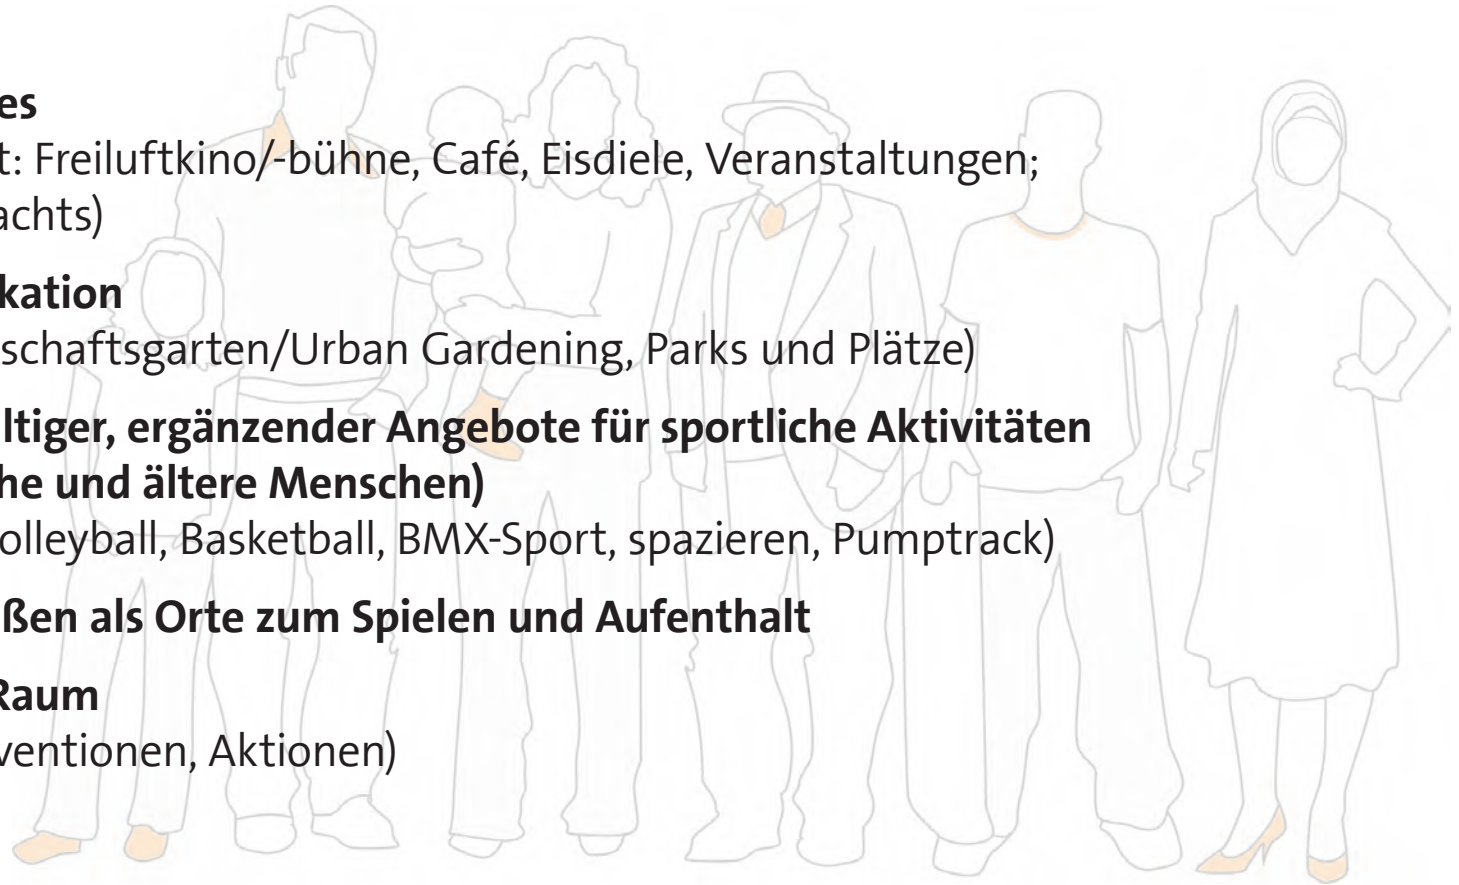 es
t: Freiluftkino/-bühne, Café, Eisdiele, Veranstaltungen;
achts)
kation
schaftsgarten/Urban Gardening, Parks und Plätze)
ltiger, ergänzender Angebote für sportliche Aktivitäten
he und ältere Menschen)
olleyball, Basketball, BMX-Sport, spazieren, Pumptrack)
ßen als Orte zum Spielen und Aufenthalt
Raum
ventionen, Aktionen)